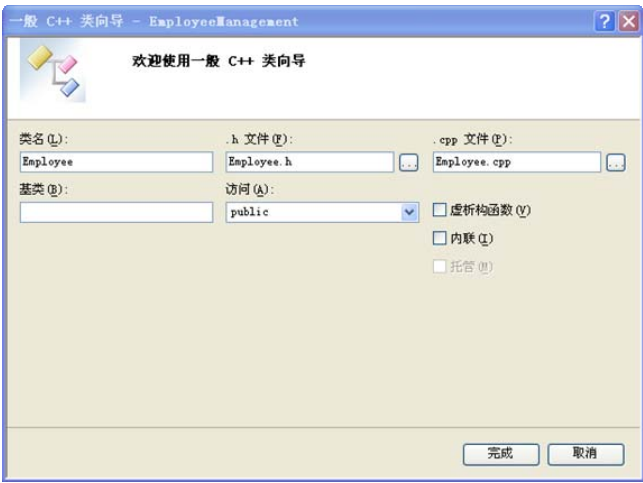 一般 C++ 类向导 - EmployeeManagement
欢迎使用一般 C++ 类向导
类名(L): .h 文件(F): .cpp 文件(P):
Employee Employee.h ... Employee.cpp ...
基类(B): 访问(A):
public 虚析构函数(V)
内联(I)
托管(M)
完成 取消